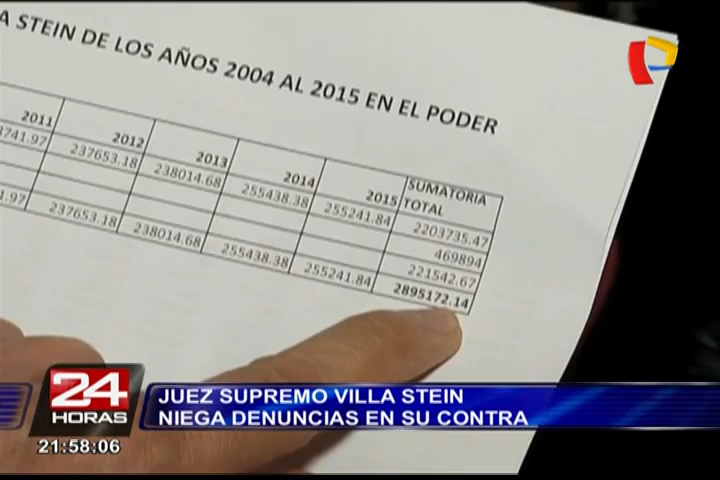 A STEIN DE LOS AÑOS 2004 AL 2015 EN EL PODER
2011 2012 2013 2014 2015 SUMATORIA TOTAL
237653.18 238014.68 255438.38 255241.84 2203735.47
469894
221542.67
237653.18 238014.68 255438.38 255241.84 2895172.14
24
HORAS
21:58:06
JUEZ SUPREMO VILLA STEIN
NIEGA DENUNCIAS EN SU CONTRA